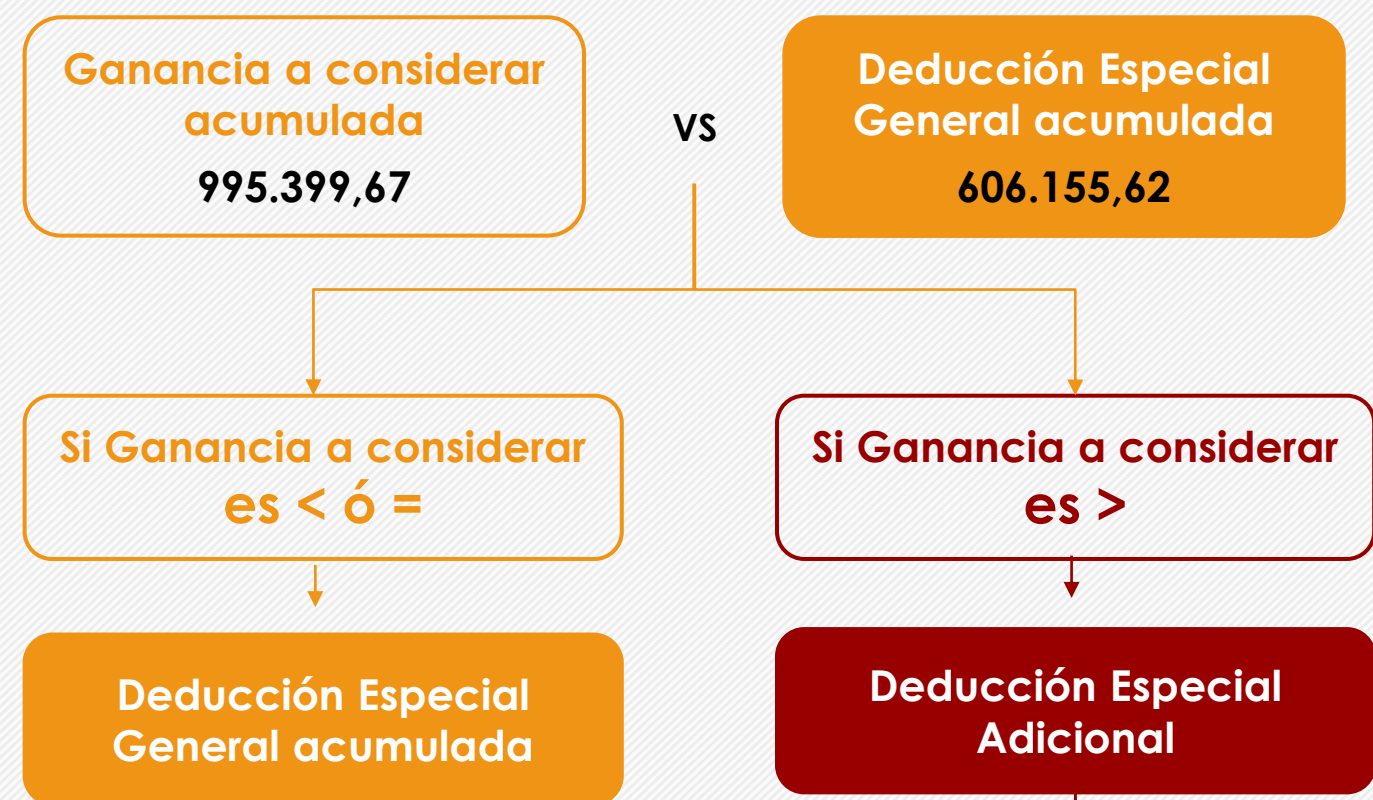 Ganancia a considerar
acumulada
995.399,67
VS
Deducción Especial
General acumulada
606.155,62
Si Ganancia a considerar
es < ó =
Si Ganancia a considerar
es >
Deducción Especial
General acumulada
Deducción Especial
Adicional